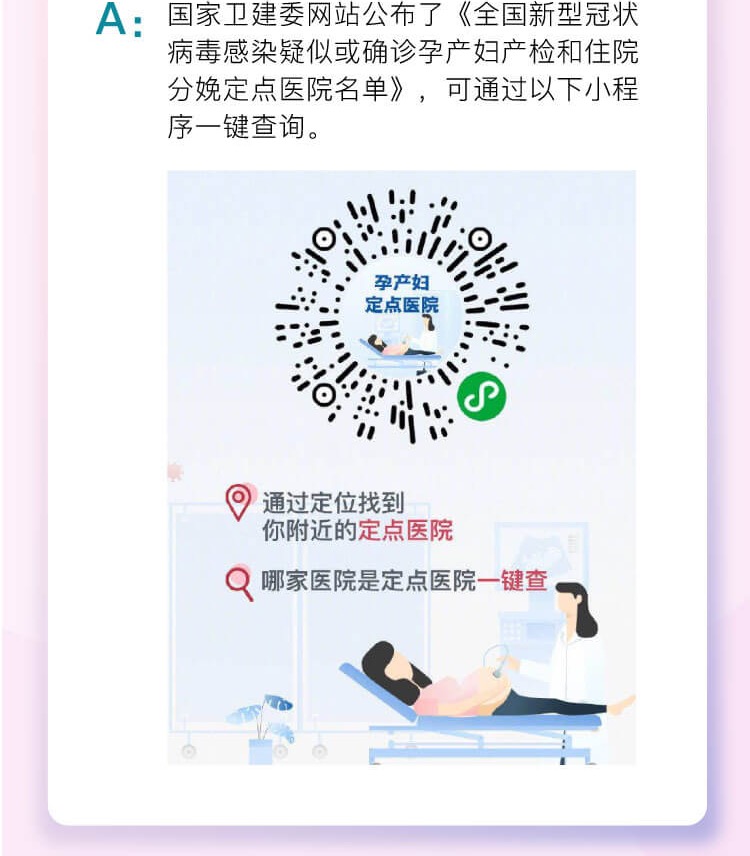 A: 国家卫建委网站公布了《全国新型冠状
病毒感染疑似或确诊孕产妇产检和住院
分娩定点医院名单》，可通过以下小程
序一键查询。
孕产妇
定点医院
通过定位找到
你附近的定点医院
哪家医院是定点医院一键查